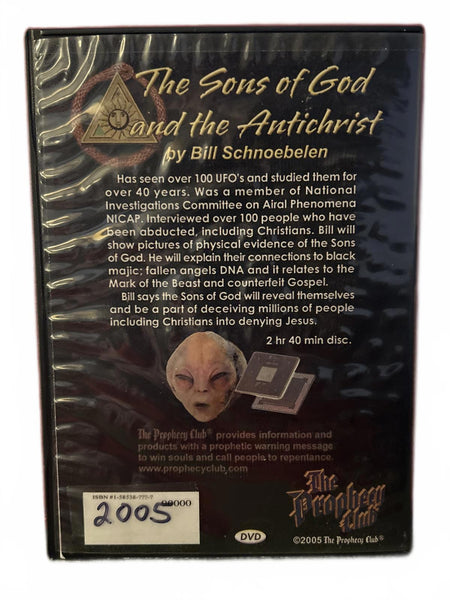 The Sons of God
and the Antichrist
by Bill Schnoebelen
Has seen over 100 UFO's and studied them for
over 40 years. Was a member of National
Investigations Committee on Airal Phenomena
NICAP. Interviewed over 100 people who have
been abducted, including Christians. Bill will
show pictures of physical evidence of the Sons
of God. He will explain their connections to black
majic; fallen angels DNA and it relates to the
Mark of the Beast and counterfeit Gospel.
Bill says the Sons of God will reveal themselves
and be a part of deceiving millions of people
including Christians into denying Jesus.
2 hr 40 min disc.
The Prophecy Club® provides information and
products with a prophetic warning message
to win souls and call people to repentance.
www.prophecyclub.com
ISBN #1-58558-???-?
00000
2005
The
Prophecy
Club®
DVD
©2005 The Prophecy Club®